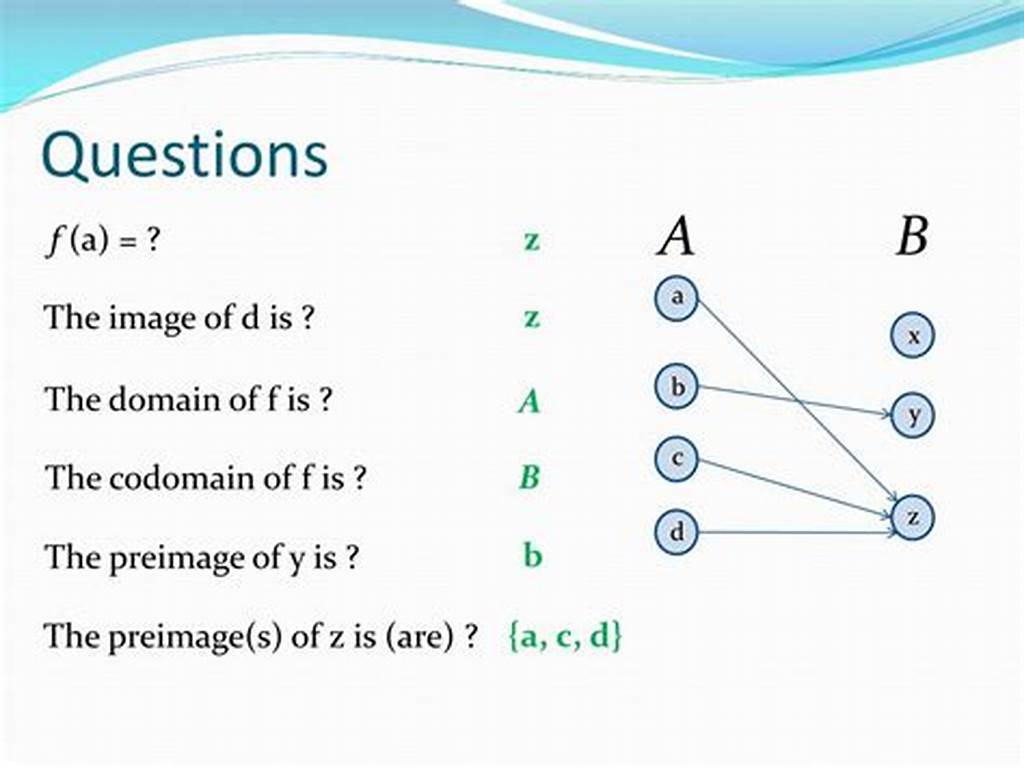 Questions
f (a) = ? z
The image of d is ? z
The domain of f is ? A
The codomain of f is ? B
The preimage of y is ? b
The preimage(s) of z is (are) ? {a, c, d}
A B
a
x
b
y
c
z
d